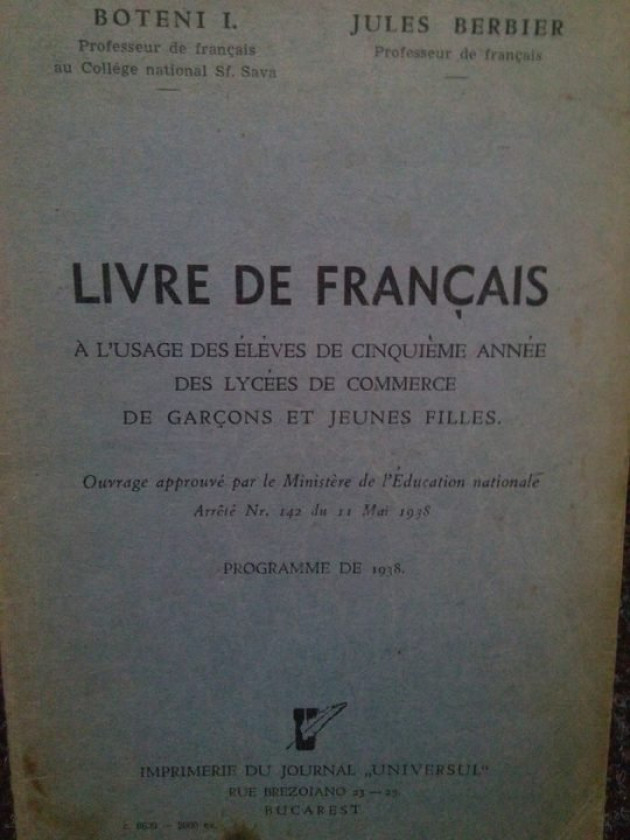 BOTENI I.
Professeur de français
au Collège national Sf. Sava
JULES BERBIER
Professeur de français
LIVRE DE FRANÇAIS
À L'USAGE DES ÉLÈVES DE CINQUIÈME ANNÉE
DES LYCÉES DE COMMERCE
DE GARÇONS ET JEUNES FILLES.
Ouvrage approuvé par le Ministère de l'Éducation nationale
Arrêté Nr. 142 du 11 Mai 1938
PROGRAMME DE 1938.
IMPRIMERIE DU JOURNAL „UNIVERSUL"
RUE BREZOIANO 23—25.
BUCAREST